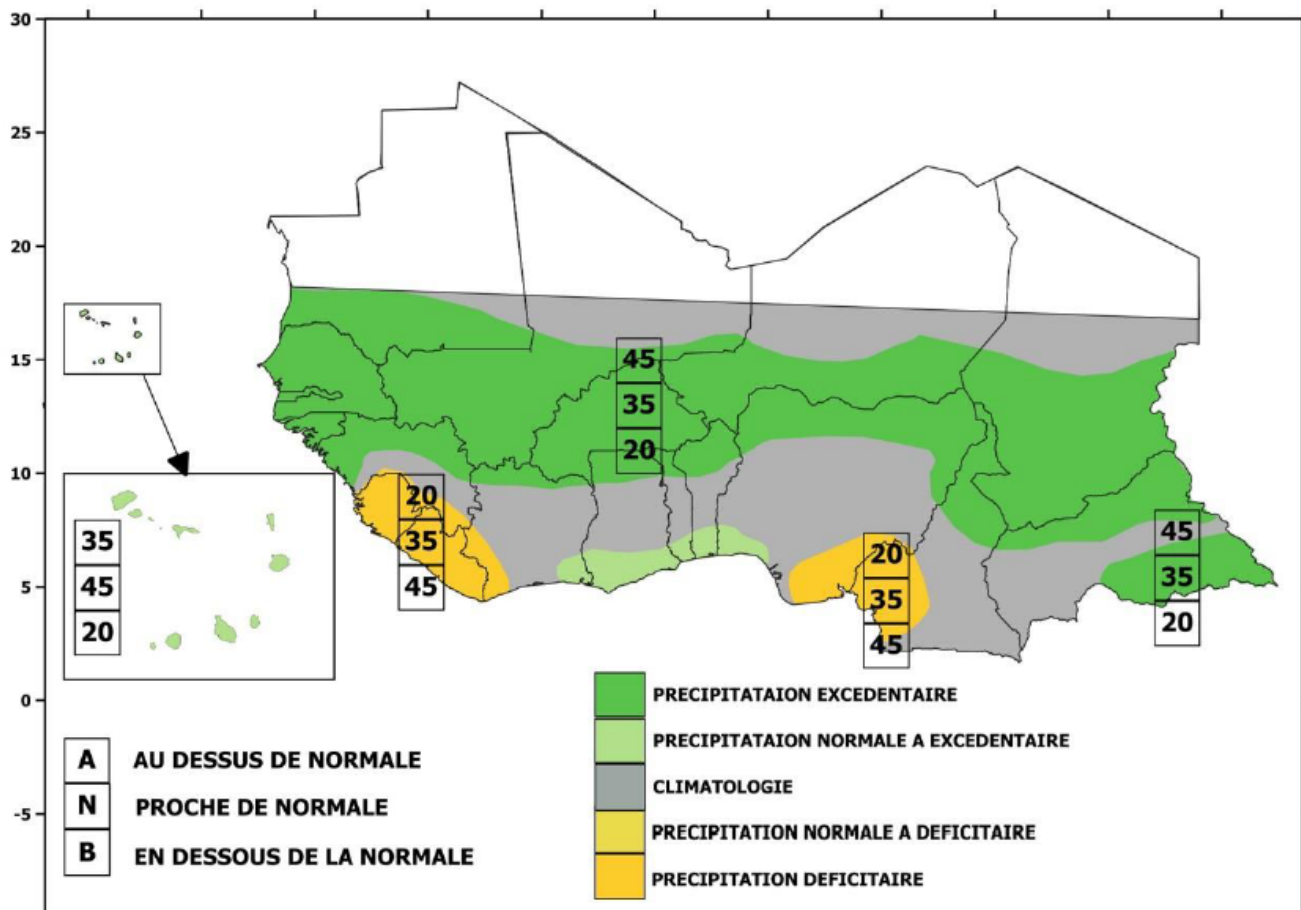 30
25
20
15
10
5
0
-5
45
35
20
20
35
45
20
35
45
45
35
20
35
45
20
A AU DESSUS DE NORMALE
N PROCHE DE NORMALE
B EN DESSOUS DE LA NORMALE
PRECIPITATAION EXCEDENTAIRE
PRECIPITATAION NORMALE A EXCEDENTAIRE
CLIMATOLOGIE
PRECIPITATION NORMALE A DEFICITAIRE
PRECIPITATION DEFICITAIRE